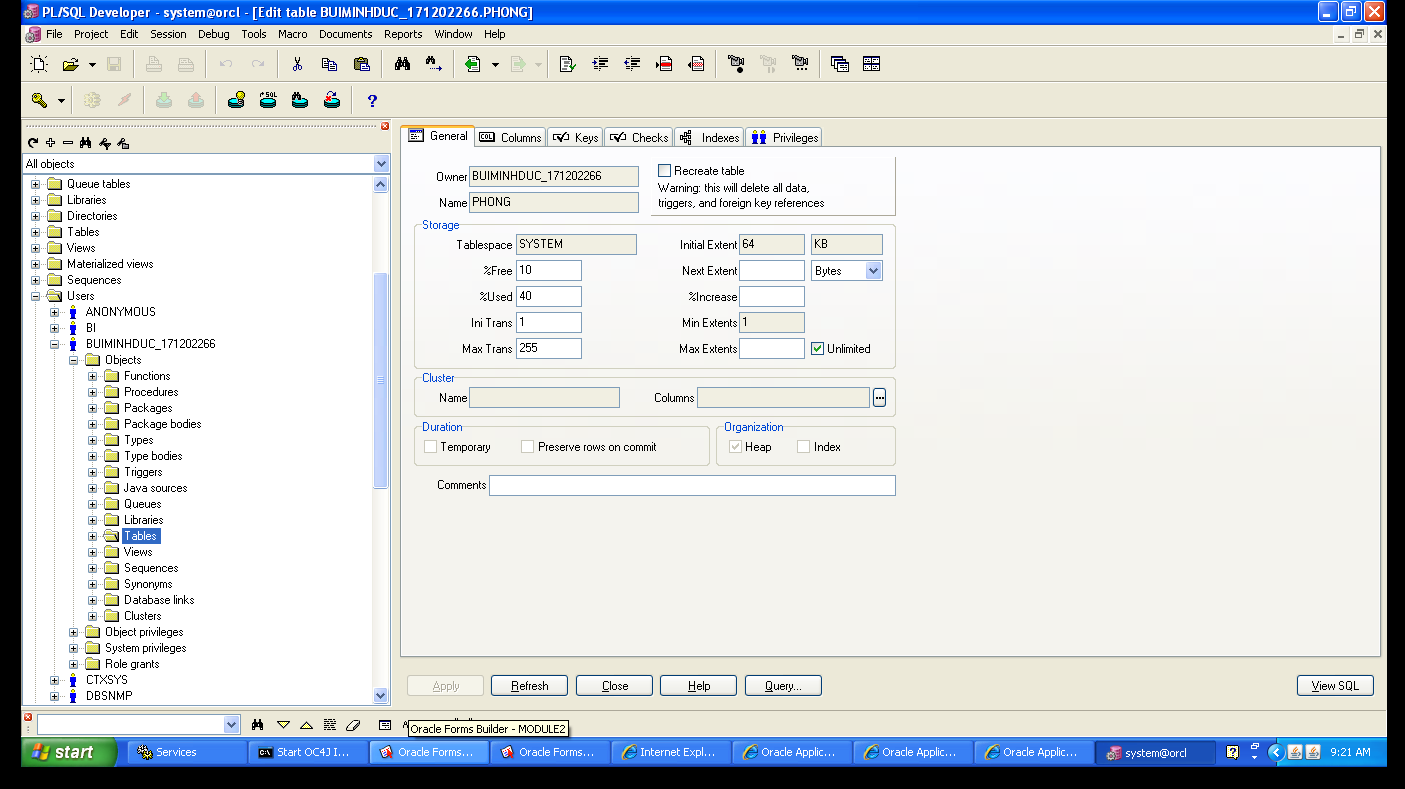 PL/SQL Developer - system@orcl - [Edit table BUIMINHDUC_171202266.PHONG]
File Project Edit Session Debug Tools Macro Documents Reports Window Help
SQL
All objects
Queue tables
Libraries
Directories
Tables
Views
Materialized views
Sequences
Users
ANONYMOUS
BI
BUIMINHDUC_171202266
Objects
Functions
Procedures
Packages
Package bodies
Types
Type bodies
Triggers
Java sources
Queues
Libraries
Tables
Views
Sequences
Synonyms
Database links
Clusters
Object privileges
System privileges
Role grants
CTXSYS
DBSNMP
General COL Columns Keys Checks Indexes Privileges
Owner BUIMINHDUC_171202266
Name PHONG
Recreate table
Warning: this will delete all data,
triggers, and foreign key references
Storage
Tablespace SYSTEM Initial Extent 64 KB
%Free 10 Next Extent Bytes
%Used 40 %Increase
Ini Trans 1 Min Extents 1
Max Trans 255 Max Extents Unlimited
Cluster
Name Columns ...
Duration Organization
Temporary Preserve rows on commit Heap Index
Comments
Apply Refresh Close Help Query... View SQL
Oracle Forms Builder - MODULE2
start Services Start OC4J I... Oracle Forms... Oracle Forms... Internet Expl... Oracle Applic... Oracle Applic... Oracle Applic... system@orcl 9:21 AM